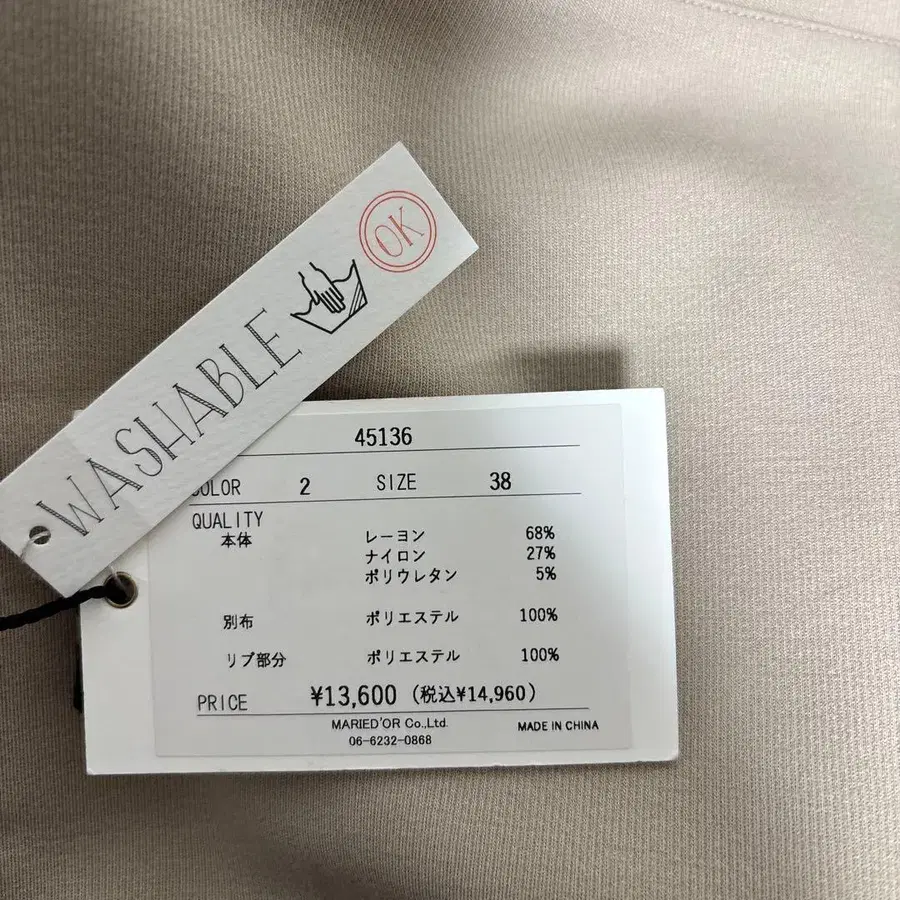 OK
WASHABLE
45136
COLOR 2 SIZE 38
QUALITY
本体 レーヨン 68%
ナイロン 27%
ポリウレタン 5%
別布 ポリエステル 100%
リブ部分 ポリエステル 100%
PRICE ¥13,600 (税込¥14,960)
MARIED'OR Co.,Ltd.
06-6232-0868
MADE IN CHINA